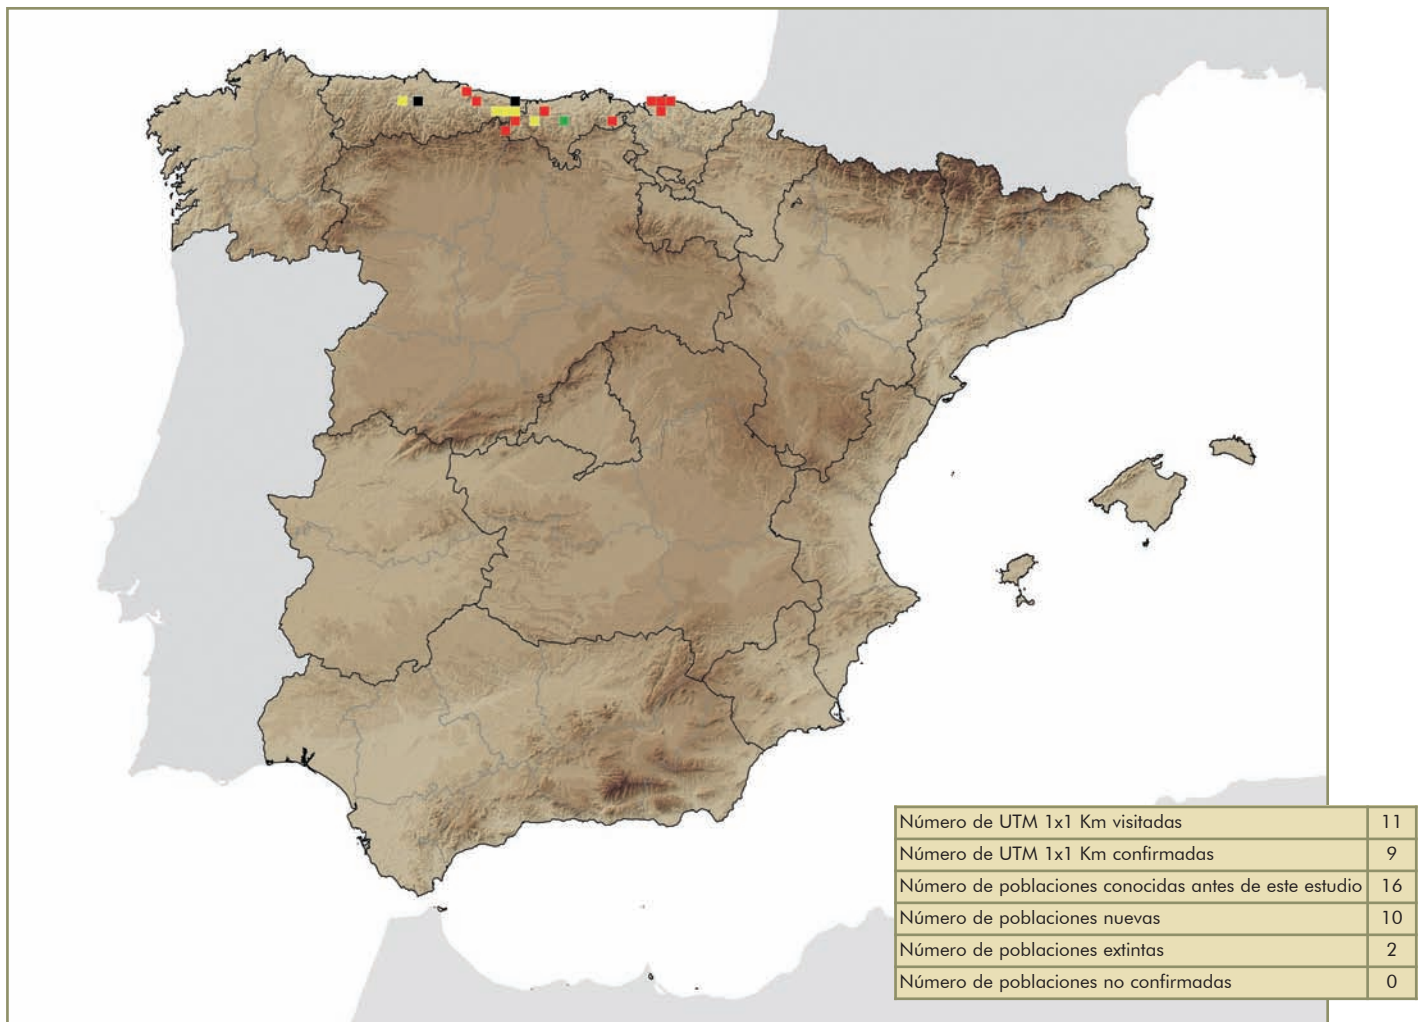 Número de UTM 1x1 Km visitadas 11
Número de UTM 1x1 Km confirmadas 9
Número de poblaciones conocidas antes de este estudio 16
Número de poblaciones nuevas 10
Número de poblaciones extintas 2
Número de poblaciones no confirmadas 0